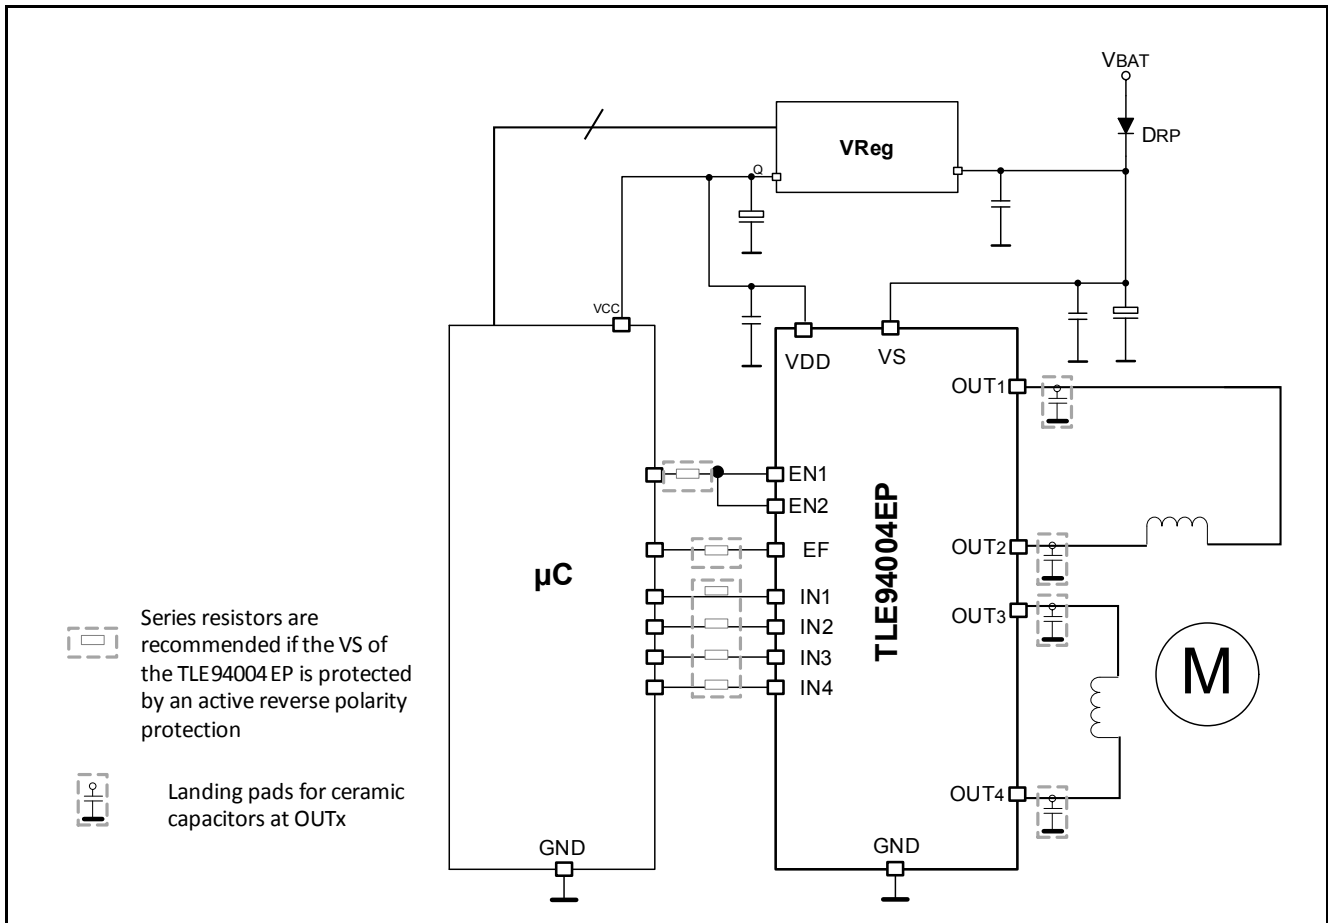 VBAT
DRP
VReg
Q
VCC
VDD
VS
OUT1
EN1
EN2
OUT2
EF
µC
TLE94004EP
IN1
OUT3
IN2
IN3
IN4
M
Series resistors are
recommended if the VS of
the TLE94004EP is protected
by an active reverse polarity
protection
OUT4
Landing pads for ceramic
capacitors at OUTx
GND
GND